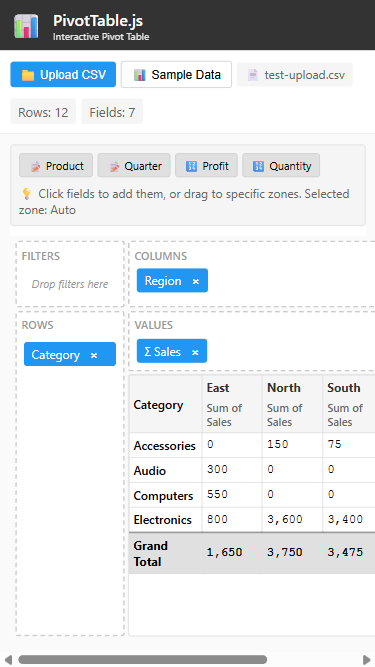 PivotTable.js
Interactive Pivot Table
Upload CSV
Sample Data
test-upload.csv
Rows: 12
Fields: 7
Product
Quarter
Profit
Quantity
Click fields to add them, or drag to specific zones. Selected
zone: Auto
FILTERS
Drop filters here
COLUMNS
Region ×
ROWS
Category ×
VALUES
Σ Sales ×
Category East North South
Sum of Sales Sum of Sales Sum of Sales
Accessories 0 150 75
Audio 300 0 0
Computers 550 0 0
Electronics 800 3,600 3,400
Grand Total 1,650 3,750 3,475